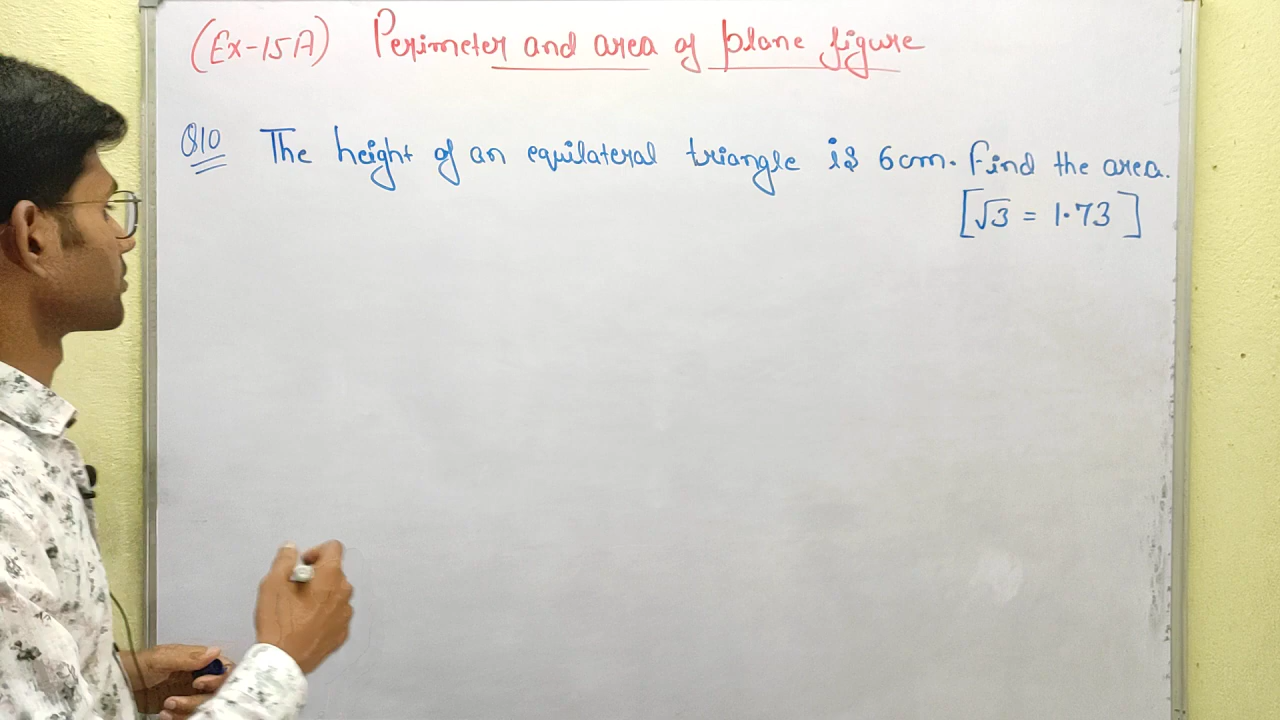 (Ex-15A) Perimeter and area of plane figure
Q10 The height of an equilateral triangle is 6cm. Find the area.
[√3 = 1.73]